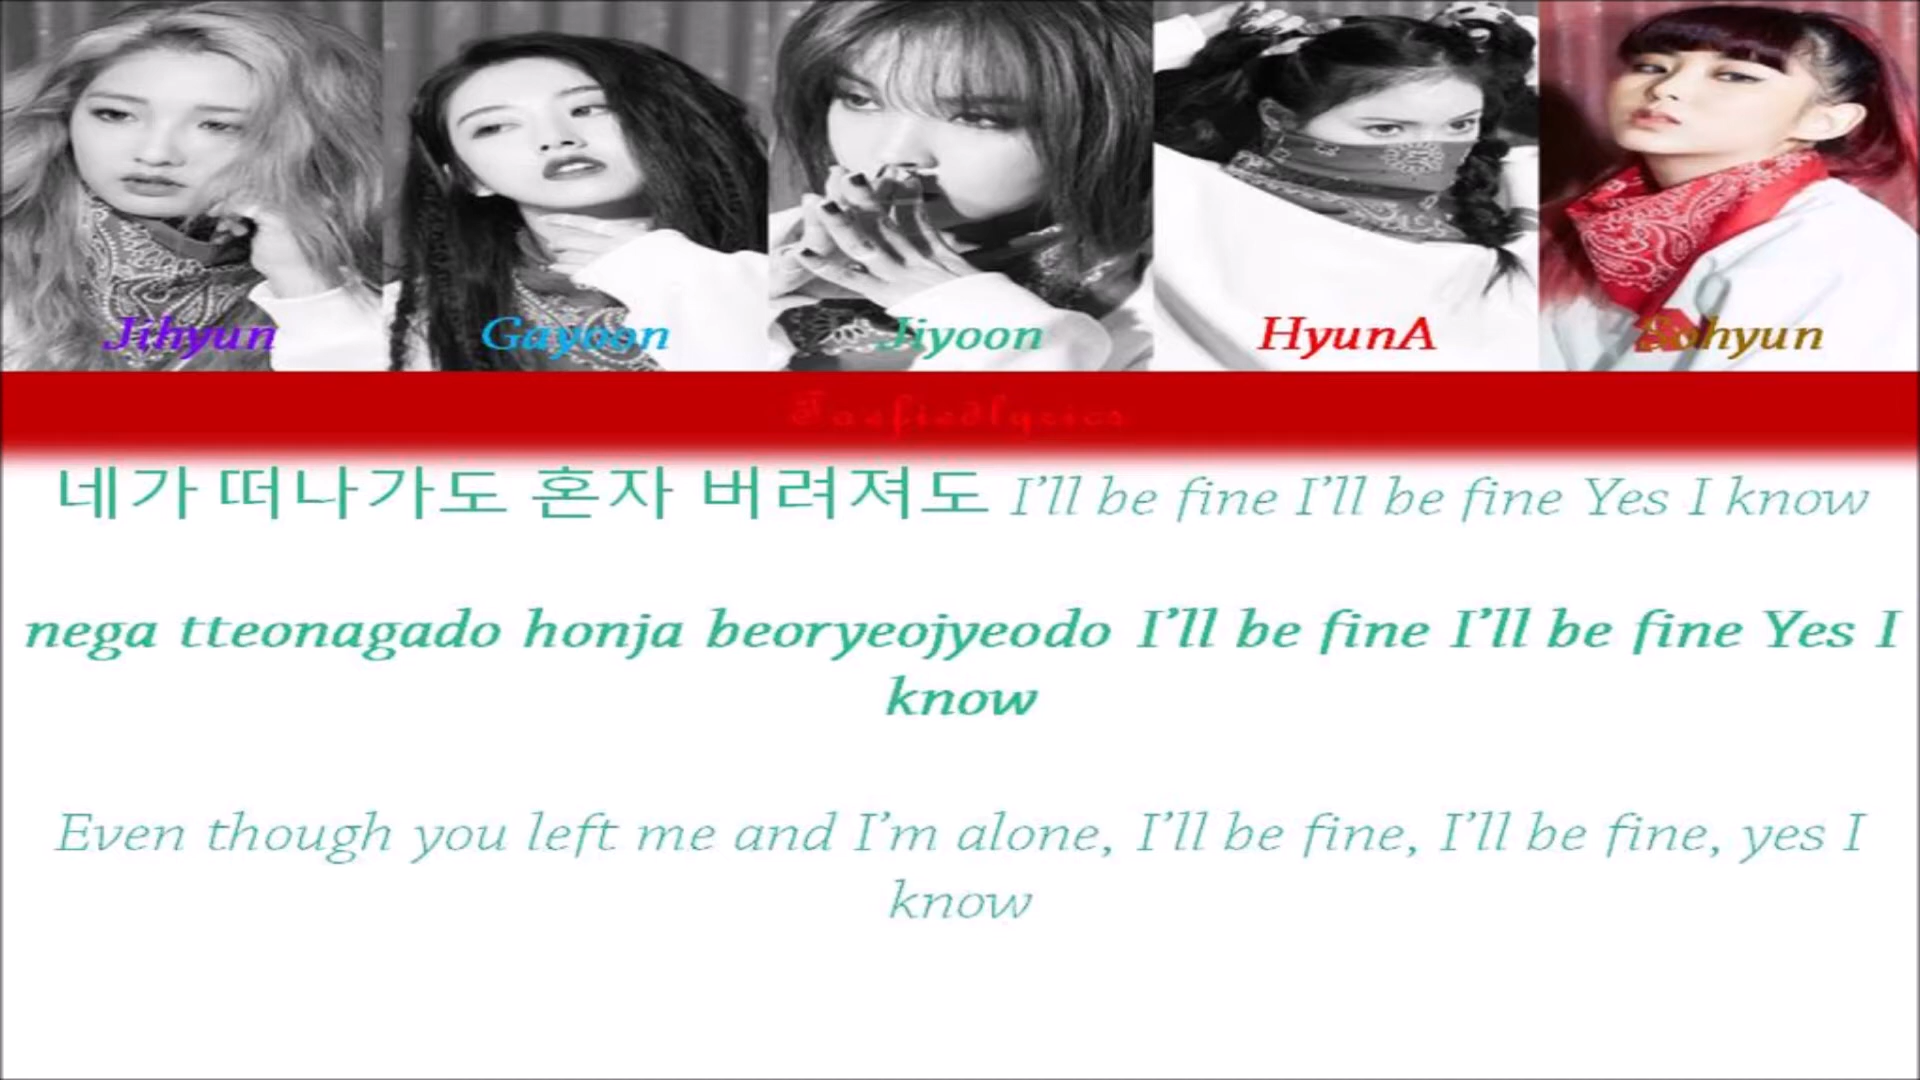 Jihyun Gayoon Jiyoon HyunA Sohyun
Toefiedlyrics
네가 떠나가도 혼자 버려져도 I'll be fine I'll be fine Yes I know
nega tteonagado honja beoryeojyeodo I'll be fine I'll be fine Yes I
know
Even though you left me and I'm alone, I'll be fine, I'll be fine, yes I
know